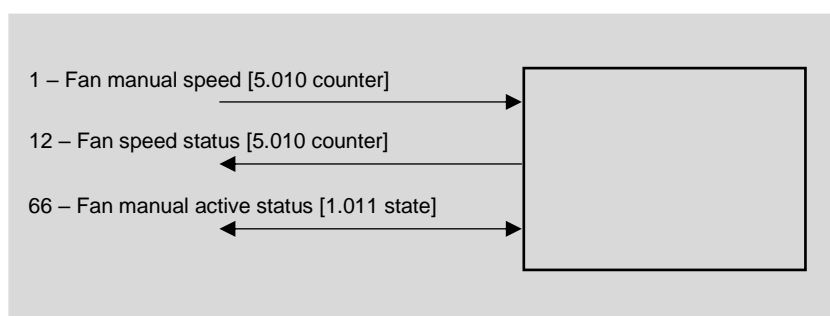 1 – Fan manual speed [5.010 counter]
12 – Fan speed status [5.010 counter]
66 – Fan manual active status [1.011 state]